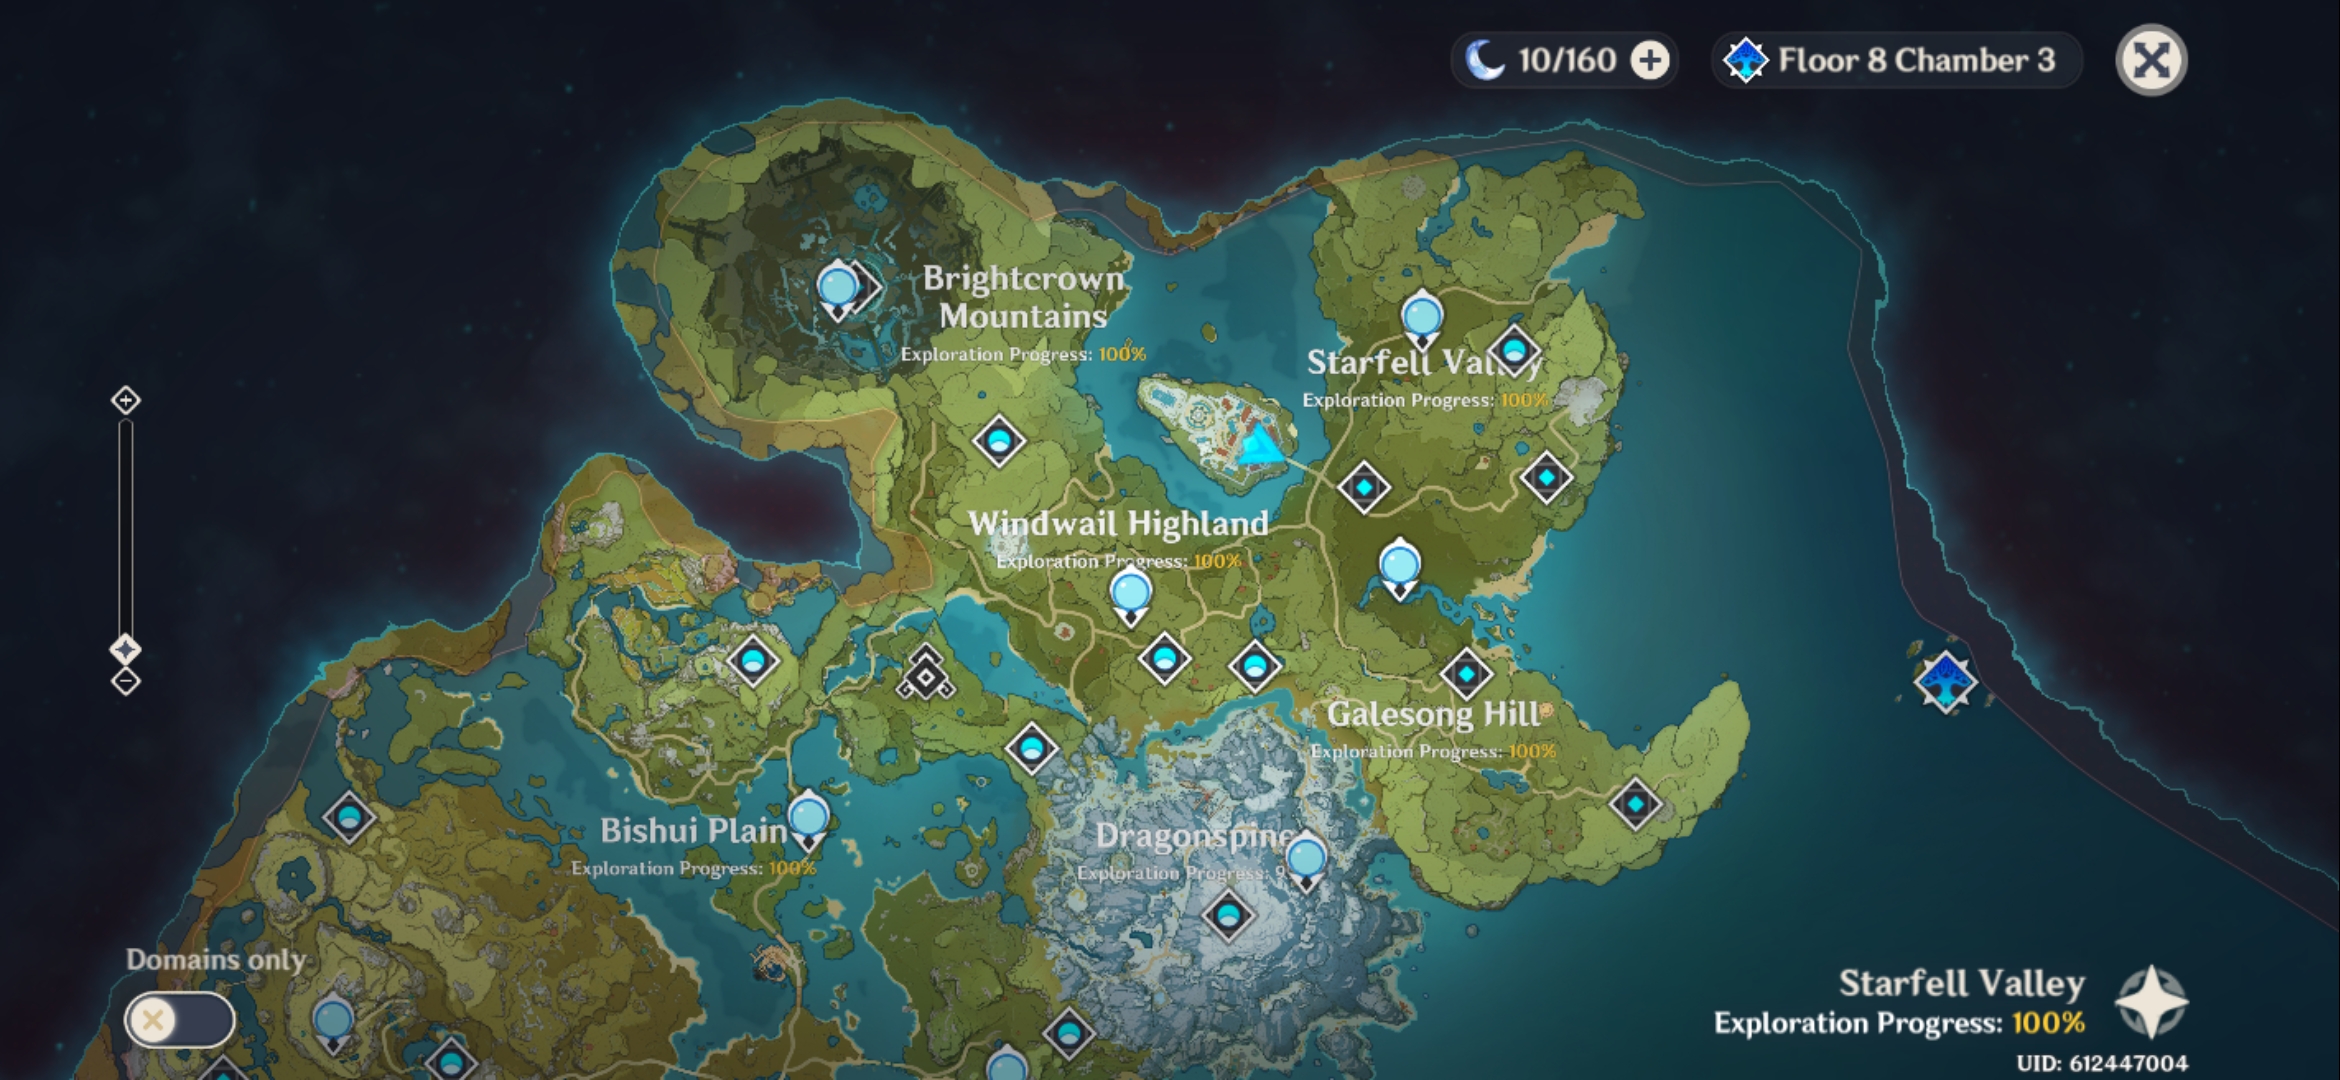 10/160
Floor 8 Chamber 3
Brightcrown
Mountains
Exploration Progress: 100%
Starfell Valley
Exploration Progress: 100%
Windwail Highland
Exploration Progress: 100%
Galesong Hill
Exploration Progress: 100%
Bishui Plain
Exploration Progress: 100%
Dragonspine
Exploration Progress: 9
Domains only
Starfell Valley
Exploration Progress: 100%
UID: 612447004